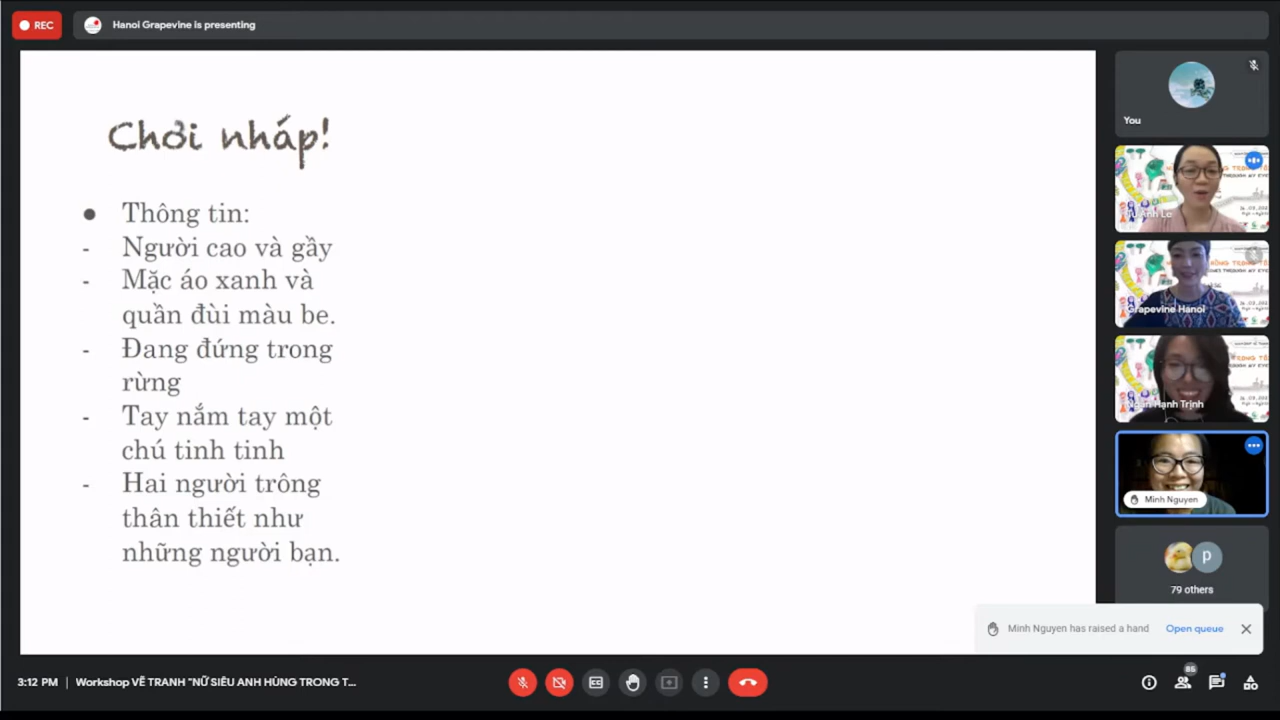 REC
Hanoi Grapevine is presenting
Chơi nháp!
● Thông tin:
- Người cao và gầy
- Mặc áo xanh và
quần đùi màu be.
- Đang đứng trong
rừng
- Tay nắm tay một
chú tinh tinh
- Hai người trông
thân thiết như
những người bạn.
You
Grapevine Hanoi
Hạnh Trịnh
Minh Nguyen
P
79 others
Minh Nguyen has raised a hand
Open queue
3:12 PM | Workshop VẼ TRANH "NỮ SIÊU ANH HÙNG TRONG T...
86